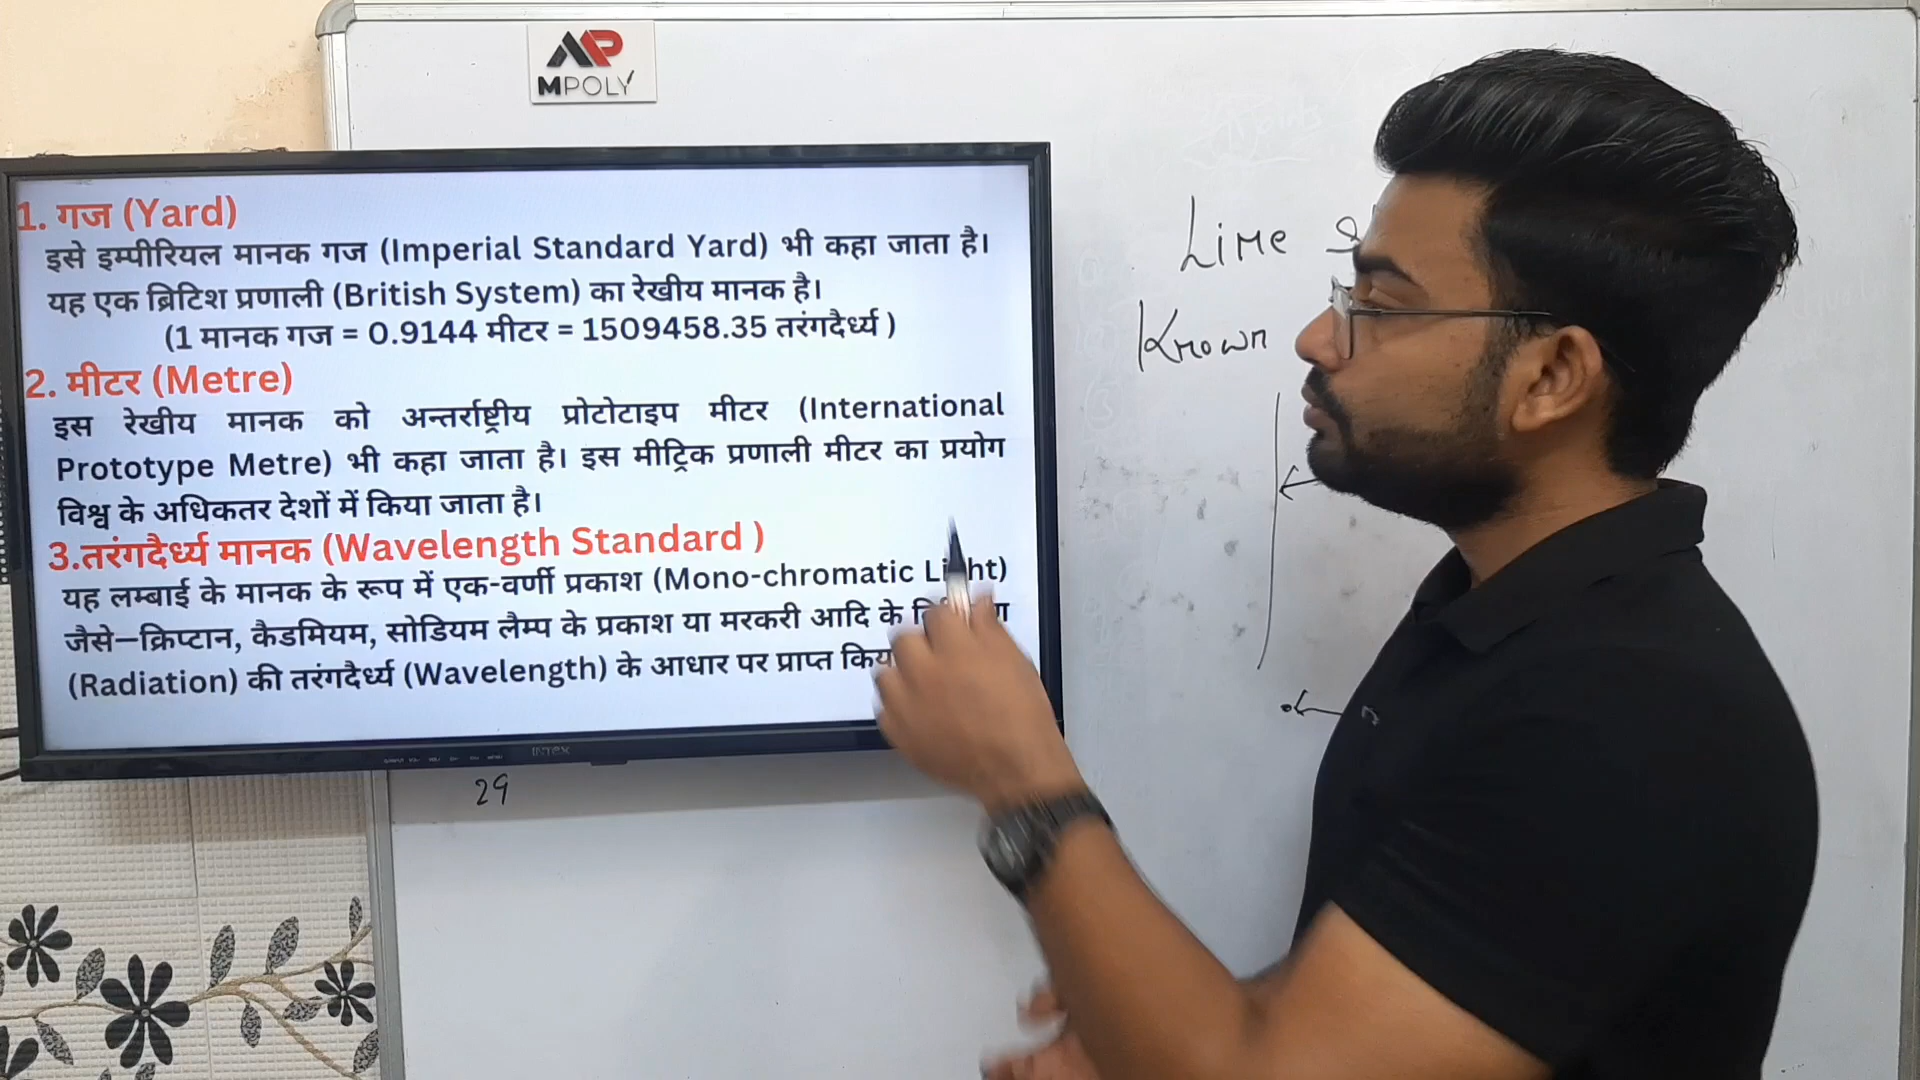 MPOLY
1. गज (Yard)
इसे इम्पीरियल मानक गज (Imperial Standard Yard) भी कहा जाता है।
यह एक ब्रिटिश प्रणाली (British System) का रेखीय मानक है।
(1 मानक गज = 0.9144 मीटर = 1509458.35 तरंगदैर्ध्य )
2. मीटर (Metre)
इस रेखीय मानक को अन्तर्राष्ट्रीय प्रोटोटाइप मीटर (International
Prototype Metre) भी कहा जाता है। इस मीट्रिक प्रणाली मीटर का प्रयोग
विश्व के अधिकतर देशों में किया जाता है।
3.तरंगदैर्ध्य मानक (Wavelength Standard )
यह लम्बाई के मानक के रूप में एक-वर्णी प्रकाश (Mono-chromatic
जैसे—क्रिप्टान, कैडमियम, सोडियम लैम्प के प्रकाश या मरकरी आदि के
(Radiation) की तरंगदैर्ध्य (Wavelength) के आधार पर प्राप्त
INTEX
29
Line
Known